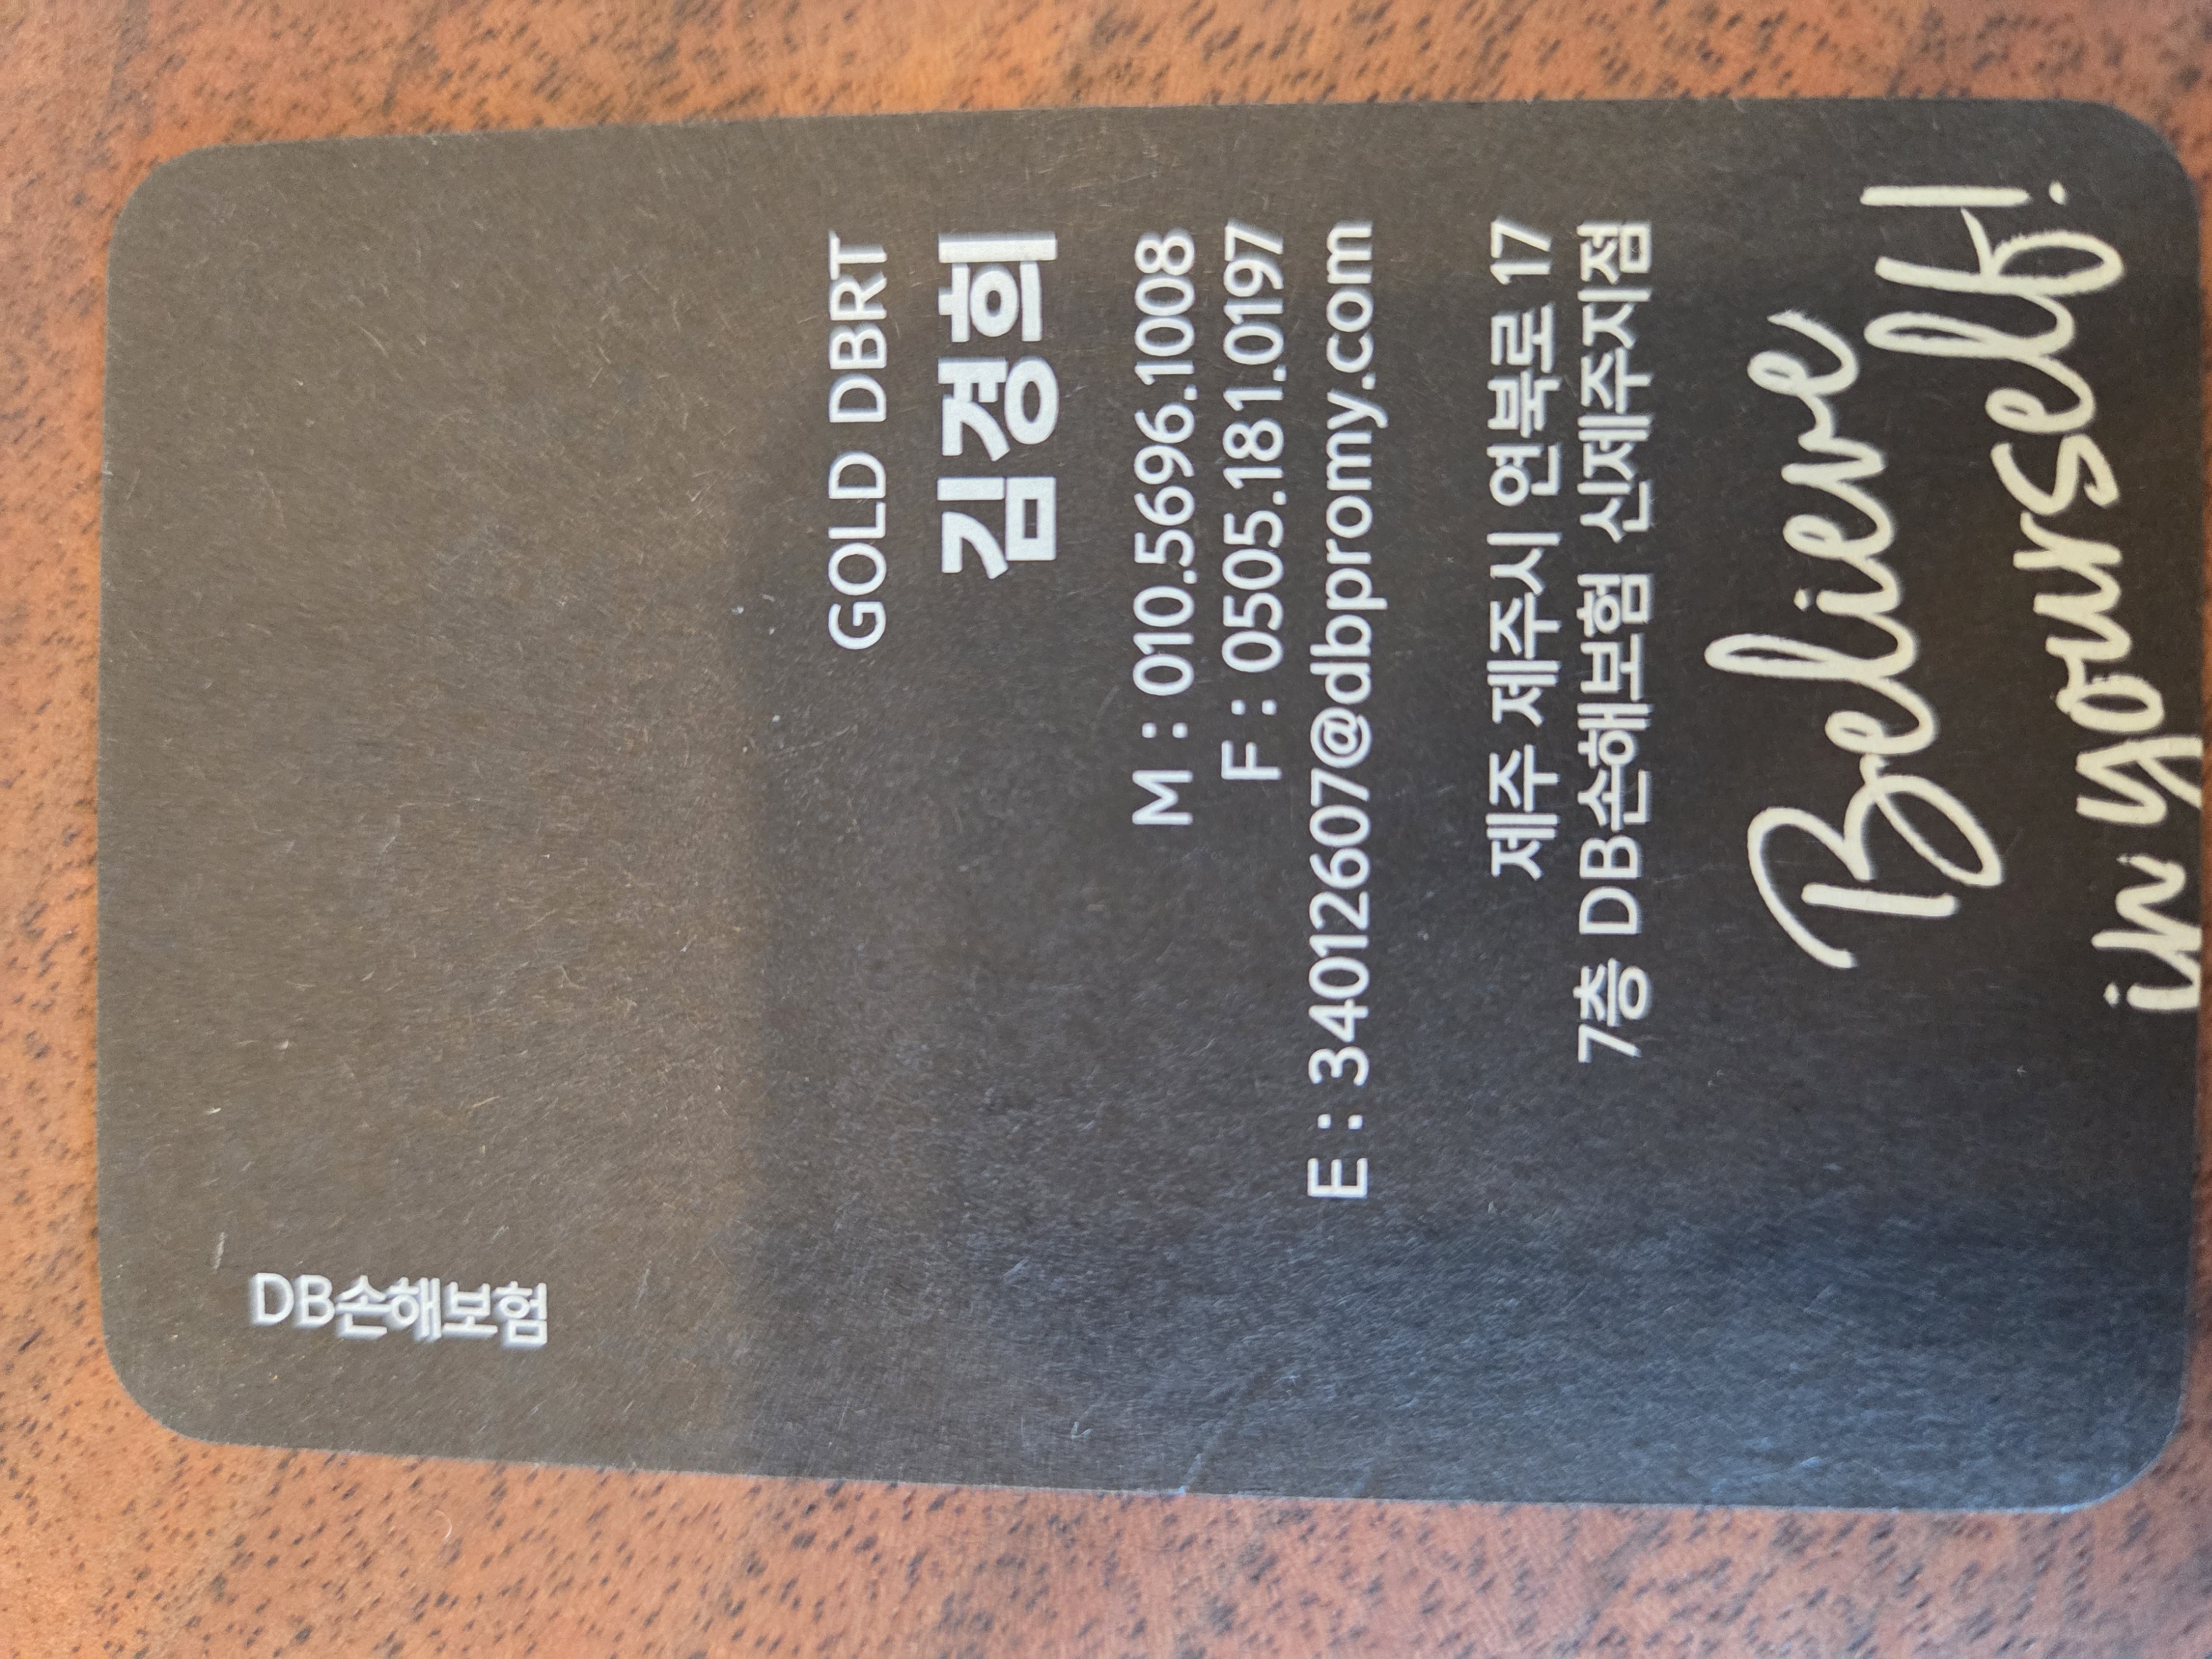 DB손해보험
GOLD DBRT
김경희
M : 010.5696.1008
F : 0505.181.0197
E : 34012607@dbpromy.com
제주 제주시 연북로 17
7층 DB손해보험 신제주지점
Believe
in yourself!